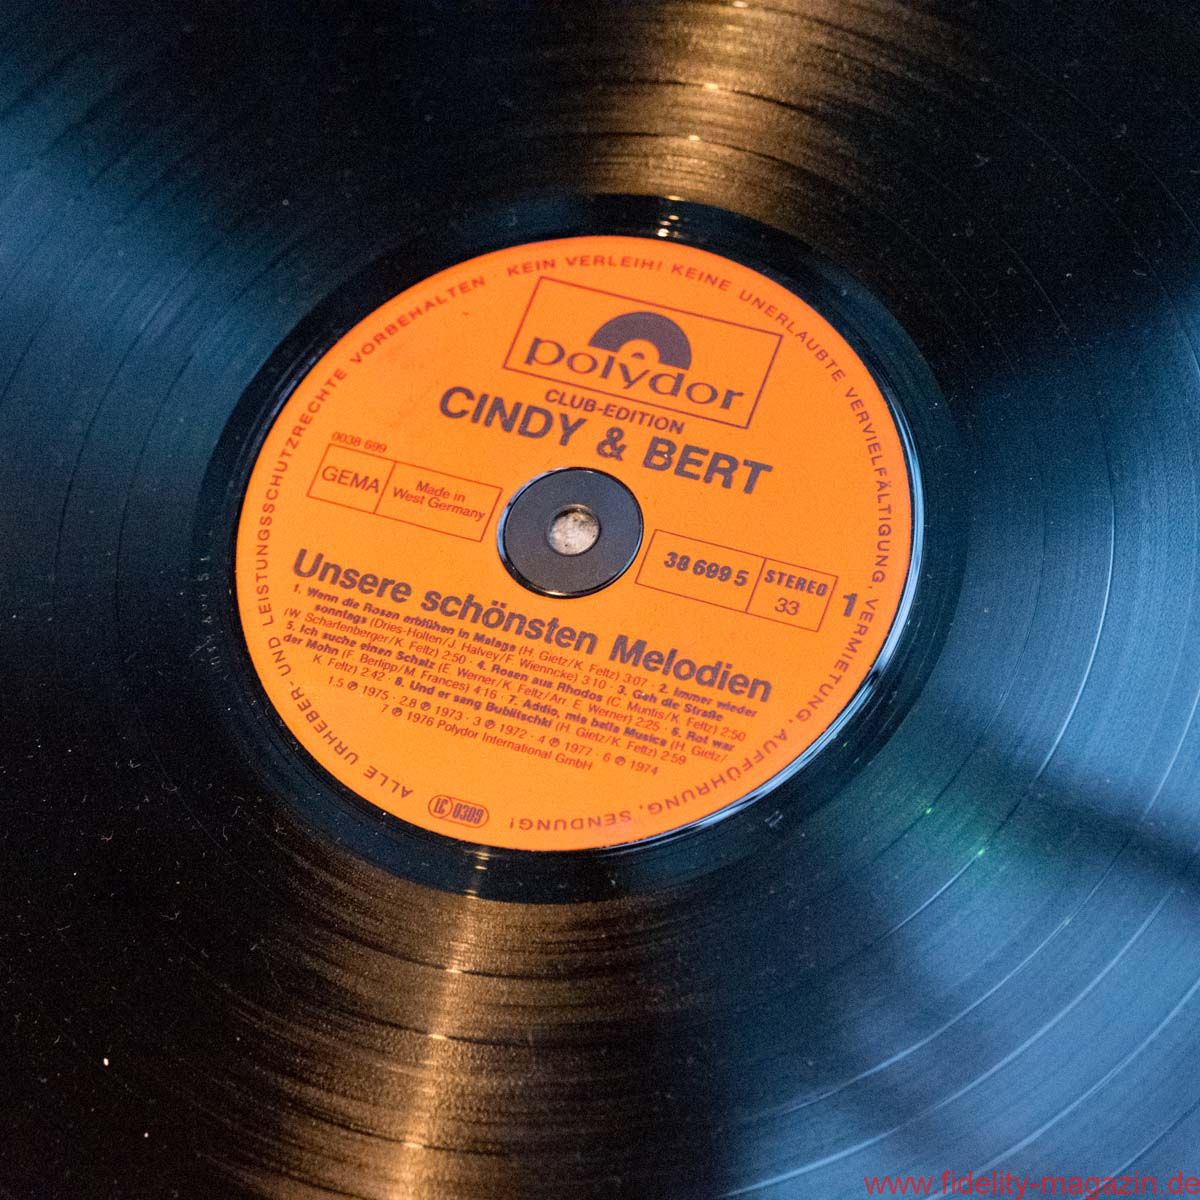 ALLE URHEBER- UND LEISTUNGSSCHUTZRECHTE VORBEHALTEN KEIN VERLEIH! KEINE UNERLAUBTE VERVIELFÄLTIGUNG, VERMIETUNG, AUFFÜHRUNG, SENDUNG!
polydor
CLUB-EDITION
CINDY & BERT
0038 699
GEMA
Made in
West Germany
38 699 5
STEREO
33
1
Unsere schönsten Melodien
1. Wenn die Rosen erblühen in Malaga (H. Gietz/K. Feltz) 3:07 · 2. Immer wieder
sonntags (Dries-Holten/J. Halvey/F. Wienncke) 3:10 · 3. Geh die Straße
(W. Scharfenberger/K. Feltz) 2:50 · 4. Rosen aus Rhodos (C. Muntis/K. Feltz) 2:50
5. Ich suche einen Schatz (E. Werner/K. Feltz/Arr. E. Werner) 2:25 · 6. Rot war
der Mohn (F. Berlipp/M. Frances) 4:16 · 7. Addio, mia bella Musica (H. Gietz/
K. Feltz) 2:42 · 8. Und er sang Bublitschki (H. Gietz/K. Feltz) 2:59
1.5 ℗ 1975 · 2.8 ℗ 1973 · 3 ℗ 1972 · 4 ℗ 1977 · 6 ℗ 1974
7 ℗ 1976 Polydor International GmbH
LC 0309
www.fidelity-magazin.de